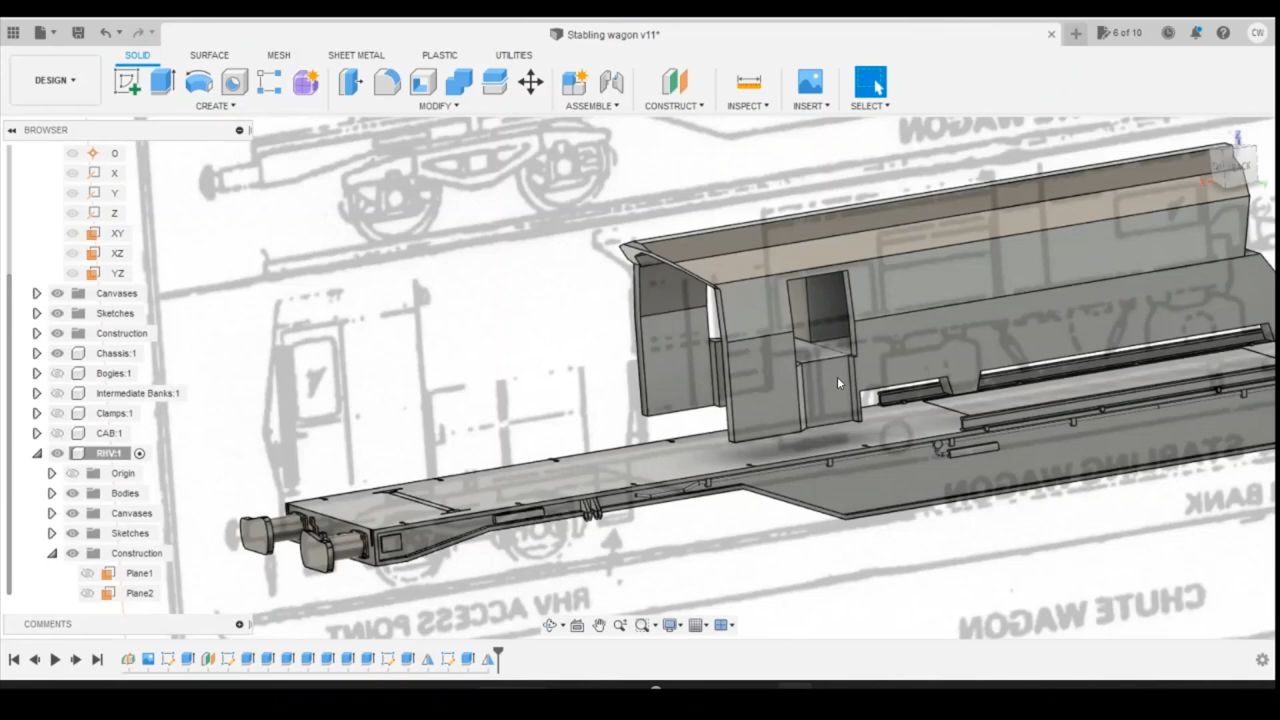 Stabling wagon v11*
6 of 10
CW
DESIGN
SOLID
SURFACE
MESH
SHEET METAL
PLASTIC
UTILITIES
CREATE
MODIFY
ASSEMBLE
CONSTRUCT
INSPECT
INSERT
SELECT
BROWSER
O
X
Y
Z
XY
XZ
YZ
Canvases
Sketches
Construction
Chassis:1
Bogies:1
Intermediate Banks:1
Clamps:1
CAB:1
RHV:1
Origin
Bodies
Canvases
Sketches
Construction
Plane1
Plane2
COMMENTS
CHUTE WAGON
RHV ACCESS POINT